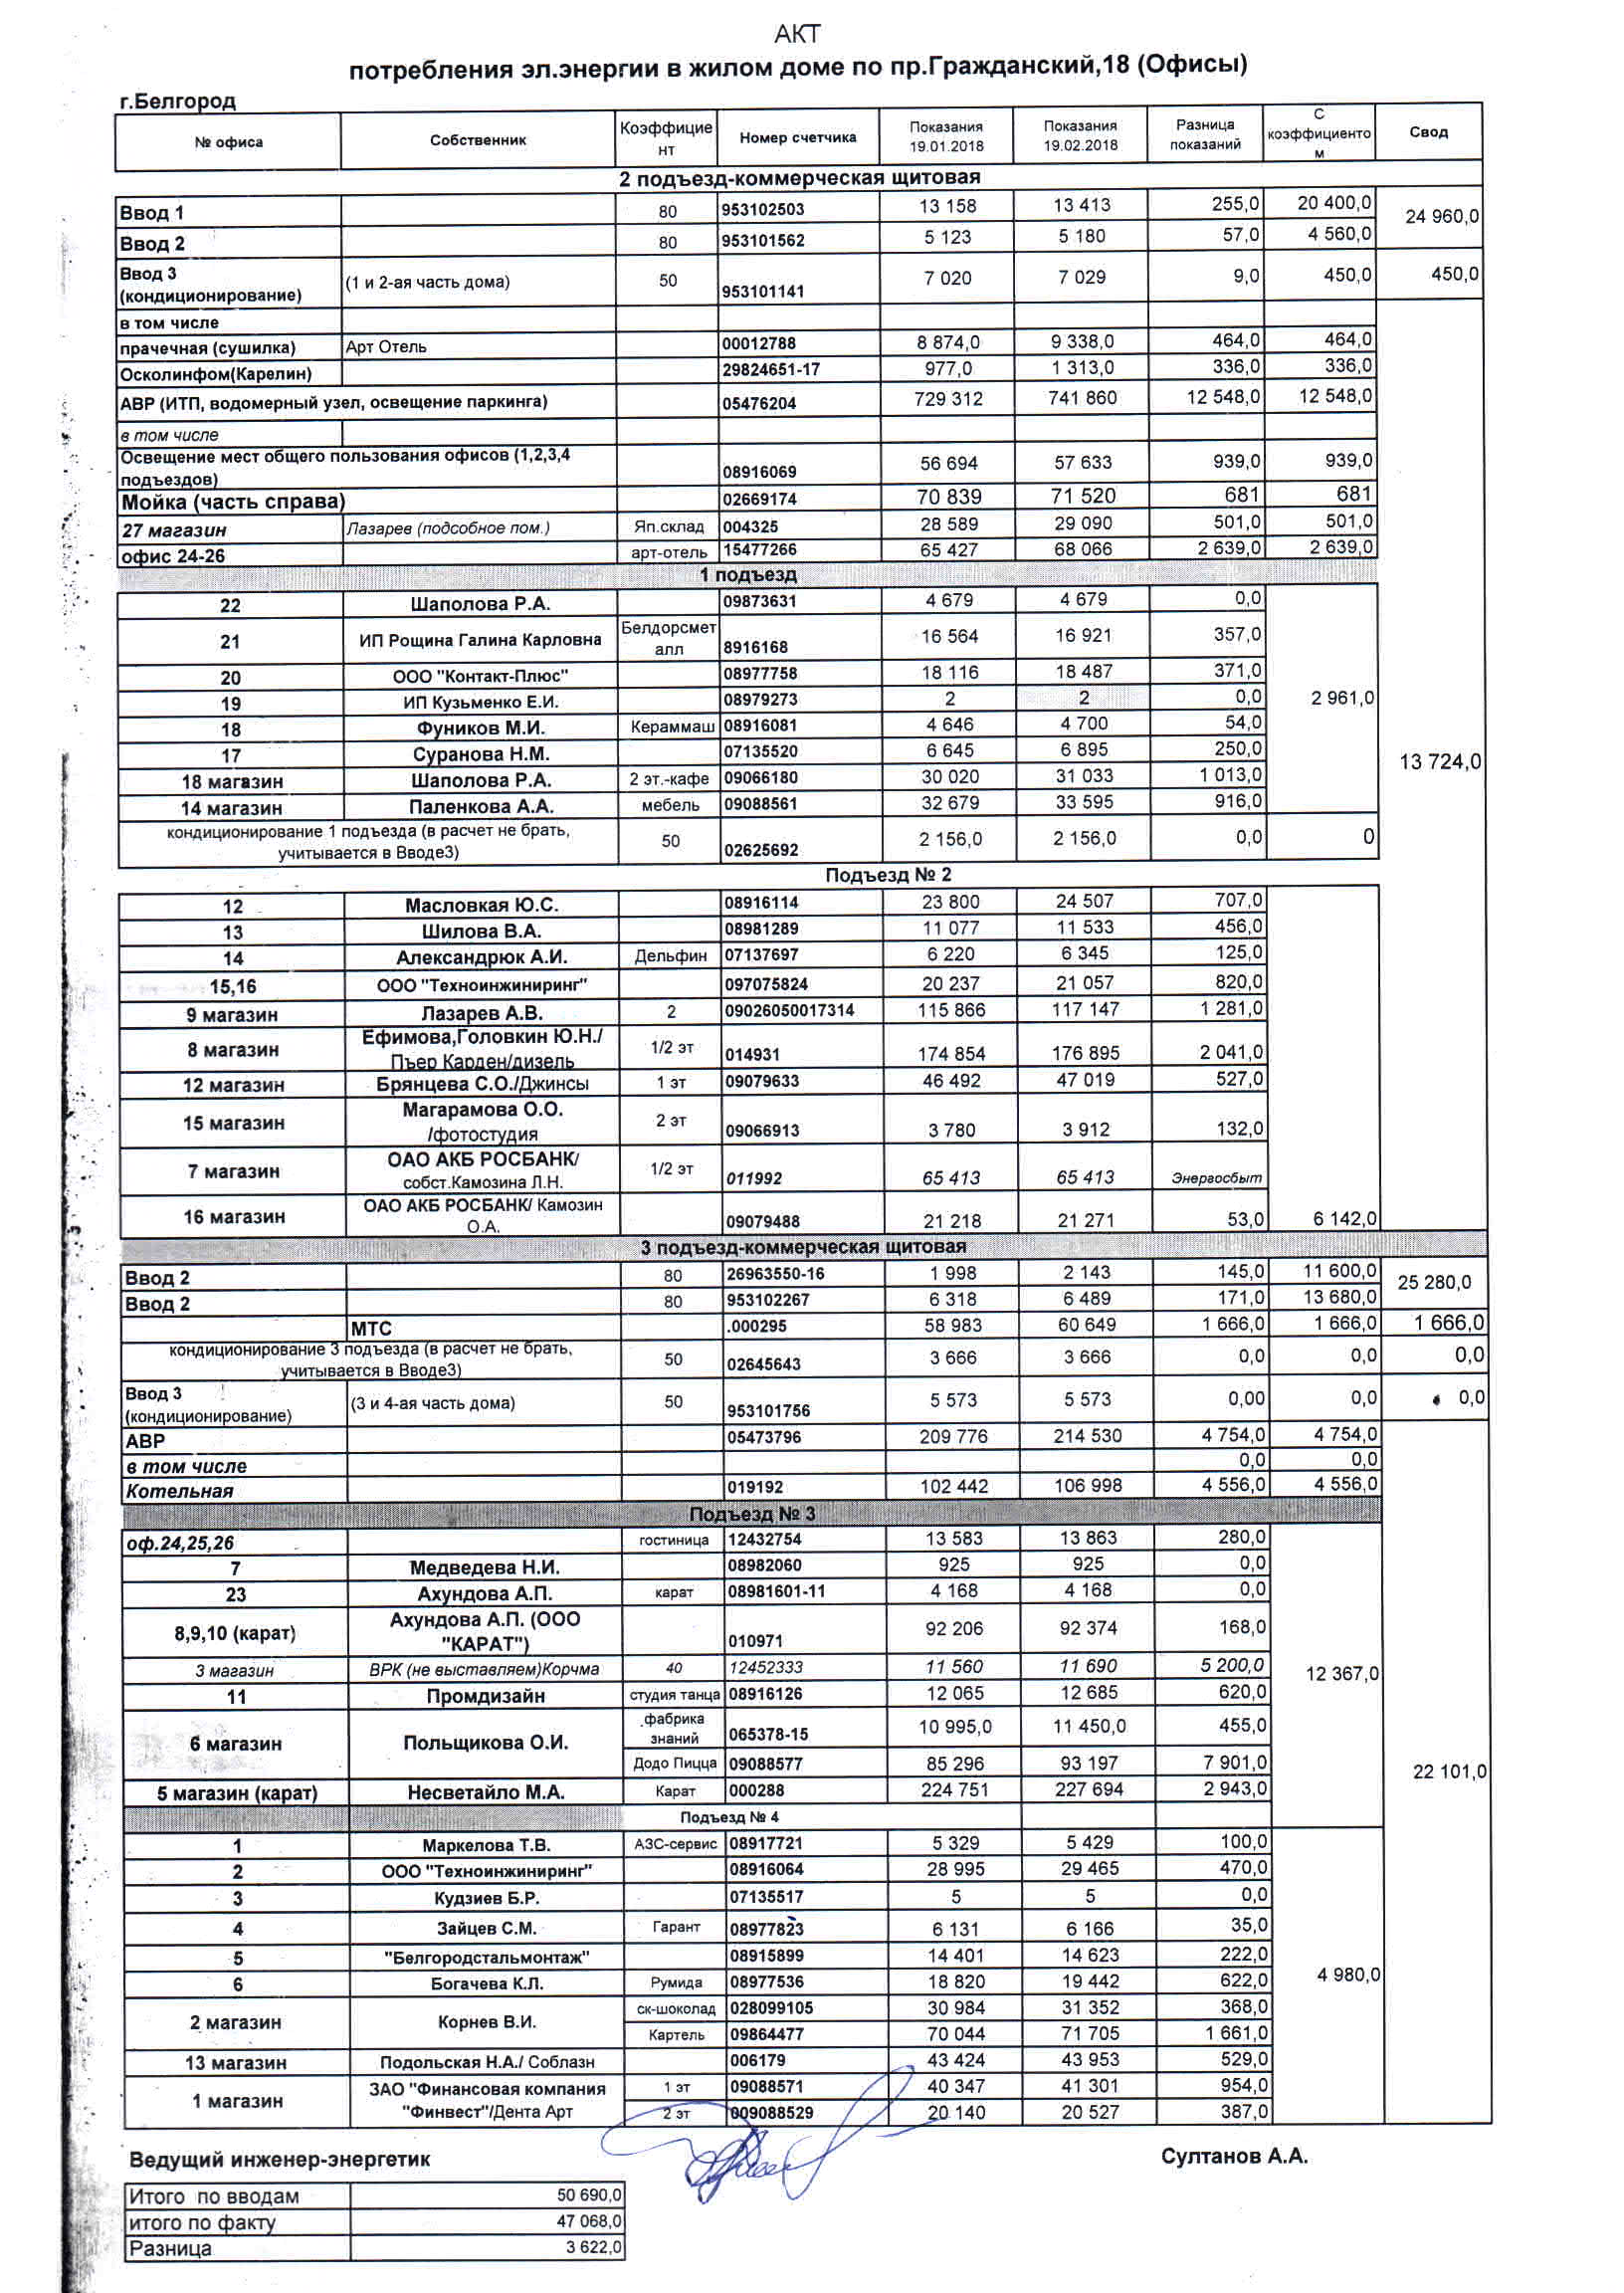 АКТ
потребления эл.энергии в жилом доме по пр.Гражданский,18 (Офисы)
г.Белгород
№ офиса Собственник Коэффициент Номер счетчика Показания 19.01.2018 Показания 19.02.2018 Разница показаний С коэффициентом Свод
2 подъезд-коммерческая щитовая
Ввод 1 80 953102503 13 158 13 413 255,0 20 400,0 24 960,0
Ввод 2 80 953101562 5 123 5 180 57,0 4 560,0
Ввод 3 (кондиционирование) (1 и 2-ая часть дома) 50 953101141 7 020 7 029 9,0 450,0 450,0
в том числе
прачечная (сушилка) Арт Отель 00012788 8 874,0 9 338,0 464,0 464,0
Осколинфом(Карелин) 29824651-17 977,0 1 313,0 336,0 336,0
АВР (ИТП, водомерный узел, освещение паркинга) 05476204 729 312 741 860 12 548,0 12 548,0
в том числе
Освещение мест общего пользования офисов (1,2,3,4 подъездов) 08916069 56 694 57 633 939,0 939,0
Мойка (часть справа) 02669174 70 839 71 520 681 681
27 магазин Лазарев (подсобное пом.) Яп.склад 004325 28 589 29 090 501,0 501,0
офис 24-26 арт-отель 15477266 65 427 68 066 2 639,0 2 639,0
1 подъезд
22 Шаполова Р.А. 09873631 4 679 4 679 0,0
21 ИП Рощина Галина Карловна Белдорсметалл 8916168 16 564 16 921 357,0
20 ООО "Контакт-Плюс" 08977758 18 116 18 487 371,0
19 ИП Кузьменко Е.И. 08979273 2 2 0,0 2 961,0
18 Фуников М.И. Кераммаш 08916081 4 646 4 700 54,0
17 Суранова Н.М. 07135520 6 645 6 895 250,0
13 724,0
18 магазин Шаполова Р.А. 2 эт.-кафе 09066180 30 020 31 033 1 013,0
14 магазин Паленкова А.А. мебель 09088561 32 679 33 595 916,0
кондиционирование 1 подъезда (в расчет не брать, учитывается в Вводе3) 50 02625692 2 156,0 2 156,0 0,0 0
Подъезд № 2
12 Масловкая Ю.С. 08916114 23 800 24 507 707,0
13 Шилова В.А. 08981289 11 077 11 533 456,0
14 Александрюк А.И. Дельфин 07137697 6 220 6 345 125,0
15,16 ООО "Техноинжиниринг" 097075824 20 237 21 057 820,0
9 магазин Лазарев А.В. 2 09026050017314 115 866 117 147 1 281,0
8 магазин Ефимова,Головкин Ю.Н./ Пъер Карден/дизель 1/2 эт 014931 174 854 176 895 2 041,0
12 магазин Брянцева С.О./Джинсы 1 эт 09079633 46 492 47 019 527,0
15 магазин Магарамова О.О. /фотостудия 2 эт 09066913 3 780 3 912 132,0
7 магазин ОАО АКБ РОСБАНК/ собст.Камозина Л.Н. 1/2 эт 011992 65 413 65 413 Энергосбыт
16 магазин ОАО АКБ РОСБАНК/ Камозин О.А. 09079488 21 218 21 271 53,0 6 142,0
3 подъезд-коммерческая щитовая
Ввод 2 80 26963550-16 1 998 2 143 145,0 11 600,0 25 280,0
Ввод 2 80 953102267 6 318 6 489 171,0 13 680,0
МТС .000295 58 983 60 649 1 666,0 1 666,0 1 666,0
кондиционирование 3 подъезда (в расчет не брать, учитывается в Вводе3) 50 02645643 3 666 3 666 0,0 0,0 0,0
Ввод 3 (кондиционирование) (3 и 4-ая часть дома) 50 953101756 5 573 5 573 0,00 0,0 0,0
АВР 05473796 209 776 214 530 4 754,0 4 754,0
в том числе 0,0 0,0
Котельная 019192 102 442 106 998 4 556,0 4 556,0
Подъезд № 3
оф.24,25,26 гостиница 12432754 13 583 13 863 280,0
7 Медведева Н.И. 08982060 925 925 0,0
23 Ахундова А.П. карат 08981601-11 4 168 4 168 0,0
8,9,10 (карат) Ахундова А.П. (ООО "КАРАТ") 010971 92 206 92 374 168,0
3 магазин ВРК (не выставляем)Корчма 40 12452333 11 560 11 690 5 200,0 12 367,0
11 Промдизайн студия танца 08916126 12 065 12 685 620,0
6 магазин Польщикова О.И. фабрика знаний 065378-15 10 995,0 11 450,0 455,0
Додо Пицца 09088577 85 296 93 197 7 901,0 22 101,0
5 магазин (карат) Несветайло М.А. Карат 000288 224 751 227 694 2 943,0
Подъезд № 4
1 Маркелова Т.В. АЗС-сервис 08917721 5 329 5 429 100,0
2 ООО "Техноинжиниринг" 08916064 28 995 29 465 470,0
3 Кудзиев Б.Р. 07135517 5 5 0,0
4 Зайцев С.М. Гарант 08977823 6 131 6 166 35,0
5 "Белгородстальмонтаж" 08915899 14 401 14 623 222,0
6 Богачева К.Л. Румида 08977536 18 820 19 442 622,0 4 980,0
2 магазин Корнев В.И. ск-шоколад 028099105 30 984 31 352 368,0
Картель 09864477 70 044 71 705 1 661,0
13 магазин Подольская Н.А./ Соблазн 006179 43 424 43 953 529,0
1 магазин ЗАО "Финансовая компания "Финвест"/Дента Арт 1 эт 09088571 40 347 41 301 954,0
2 эт 009088529 20 140 20 527 387,0
Ведущий инженер-энергетик Султанов А.А.
Итого по вводам 50 690,0
итого по факту 47 068,0
Разница 3 622,0